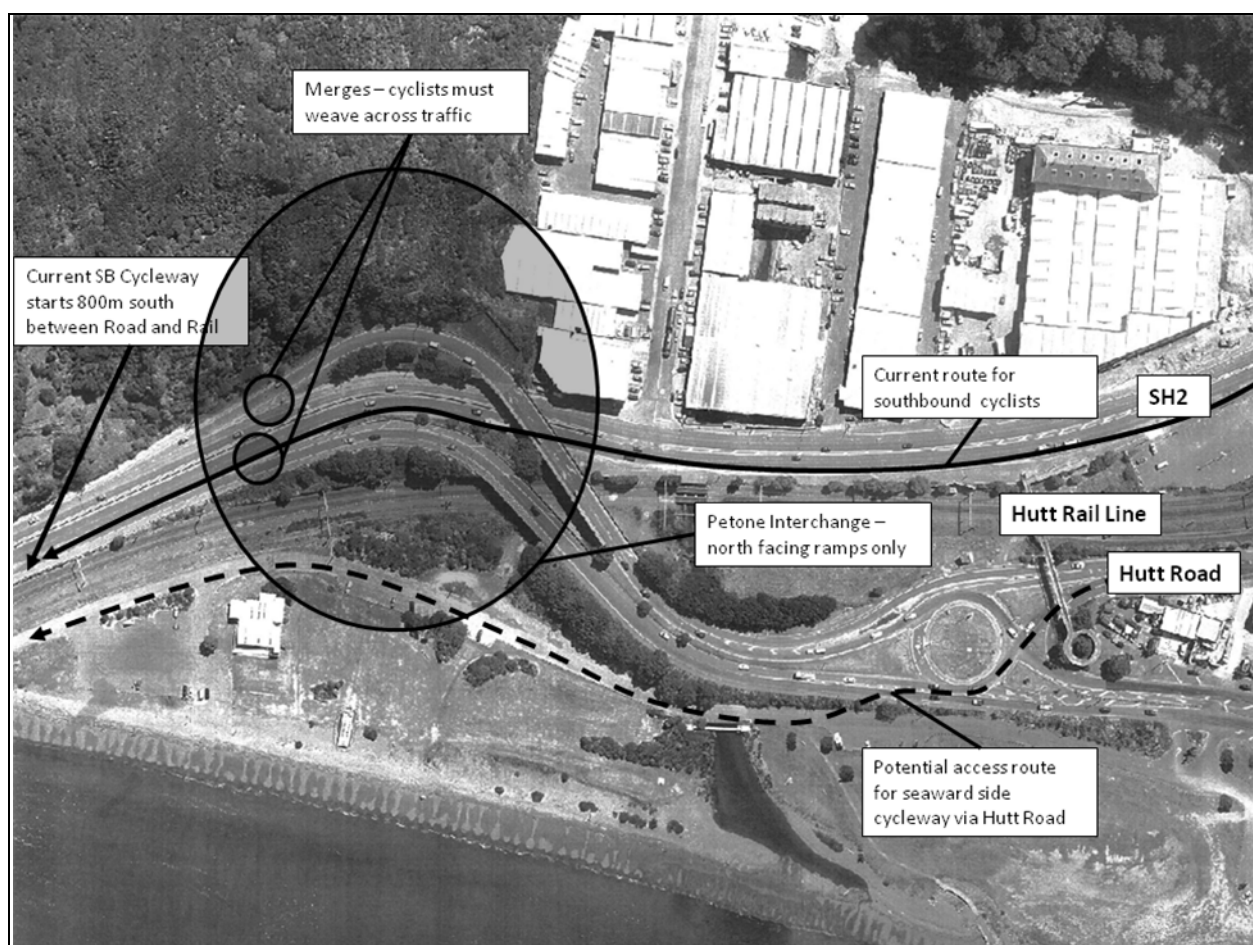 Merges – cyclists must
weave across traffic
Current SB Cycleway
starts 800m south
between Road and Rail
Current route for
southbound cyclists
SH2
Hutt Rail Line
Petone Interchange –
north facing ramps only
Hutt Road
Potential access route
for seaward side
cycleway via Hutt Road